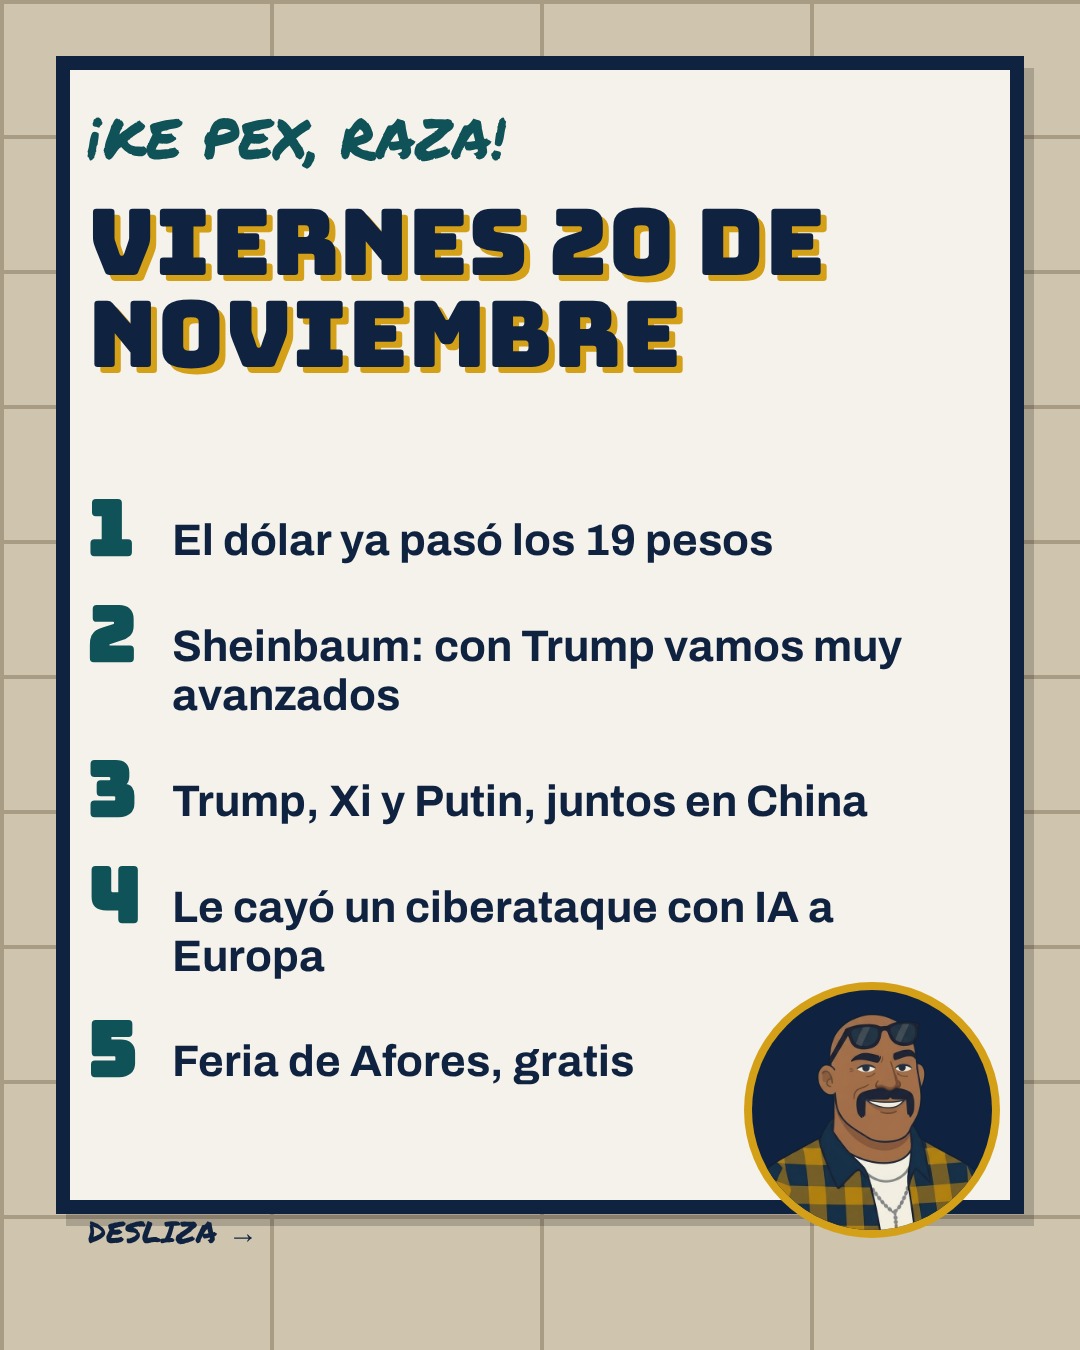 ¡KE PEX, RAZA!
VIERNES 20 DE
NOVIEMBRE
1 El dólar ya pasó los 19 pesos
2 Sheinbaum: con Trump vamos muy
avanzados
3 Trump, Xi y Putin, juntos en China
4 Le cayó un ciberataque con IA a
Europa
5 Feria de Afores, gratis
DESLIZA →